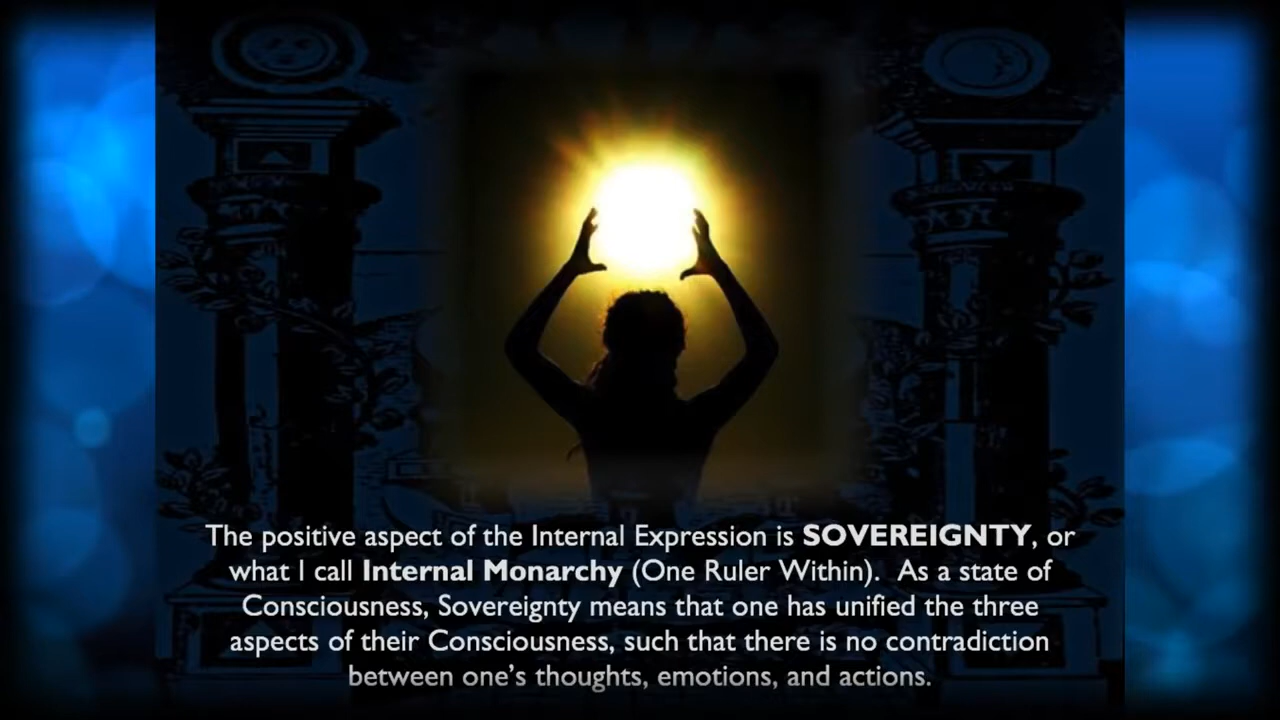 The positive aspect of the Internal Expression is SOVEREIGNTY, or
what I call Internal Monarchy (One Ruler Within).  As a state of
Consciousness, Sovereignty means that one has unified the three
aspects of their Consciousness, such that there is no contradiction
between one’s thoughts, emotions, and actions.